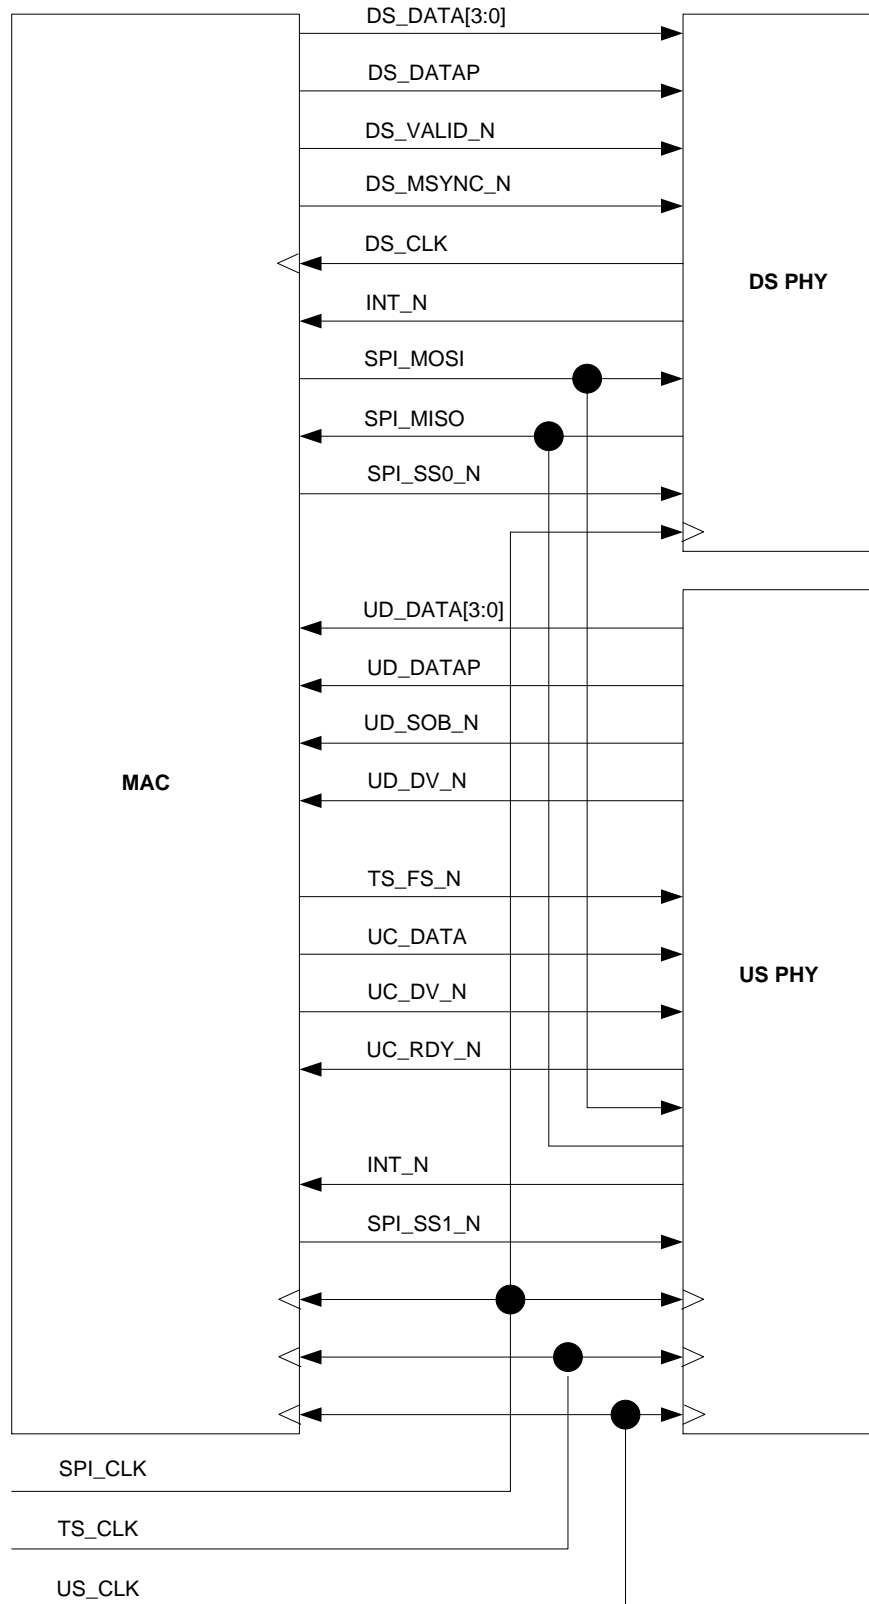 DS_DATA[3:0]
DS_DATAP
DS_VALID_N
DS_MSYNC_N
DS_CLK
DS PHY
INT_N
SPI_MOSI
SPI_MISO
SPI_SS0_N
UD_DATA[3:0]
UD_DATAP
UD_SOB_N
MAC
UD_DV_N
TS_FS_N
UC_DATA
US PHY
UC_DV_N
UC_RDY_N
INT_N
SPI_SS1_N
SPI_CLK
TS_CLK
US_CLK